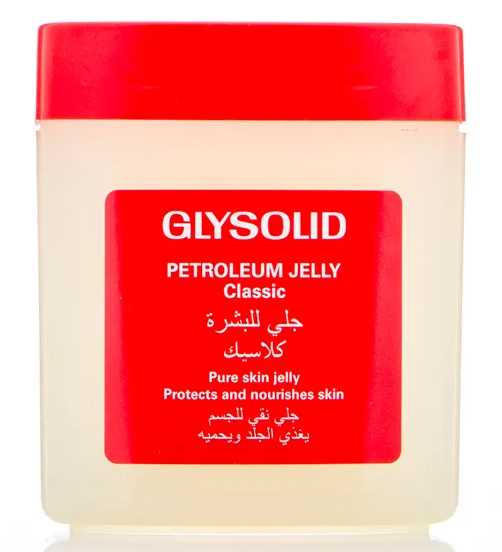 GLYSOLID
PETROLEUM JELLY
Classic
جلي للبشرة
كلاسيك
Pure skin jelly
Protects and nourishes skin
جلي نقي للجسم
يغذي الجلد ويحميه